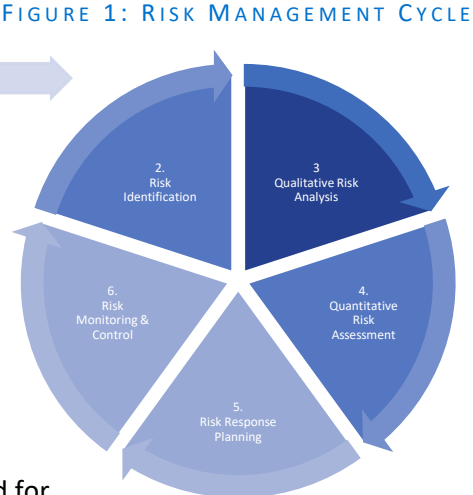 FIGURE 1: RISK MANAGEMENT CYCLE
2.
Risk
Identification
3
Qualitative Risk
Analysis
4.
Quantitative
Risk
Assessment
5.
Risk Response
Planning
6.
Risk
Monitoring &
Control
d for